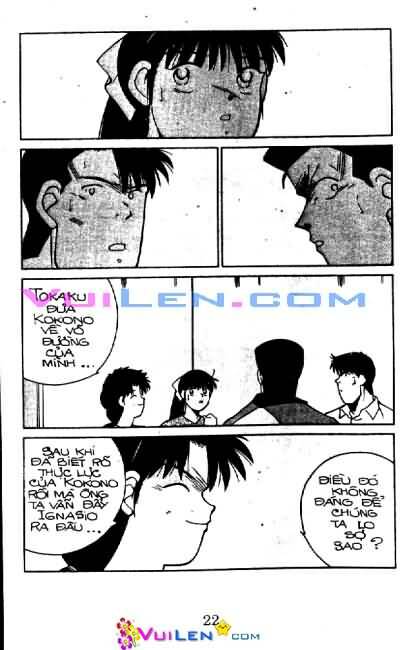 TOKAKU
ĐƯA
KOKONO
VỀ VÕ
ĐƯỜNG
CỦA
MÌNH...
VUILEN.COM
SAU KHI
ĐÃ BIẾT RÕ
THỰC LỰC
CỦA KOKONO
RỒI MÀ ÔNG
TA VẪN ĐẨY
IGNASIO
RA ĐẤU...
ĐIỀU ĐÓ
KHÔNG
ĐÁNG ĐỂ
CHÚNG
TA LO
SỢ
SAO?
22
VUILEN.COM